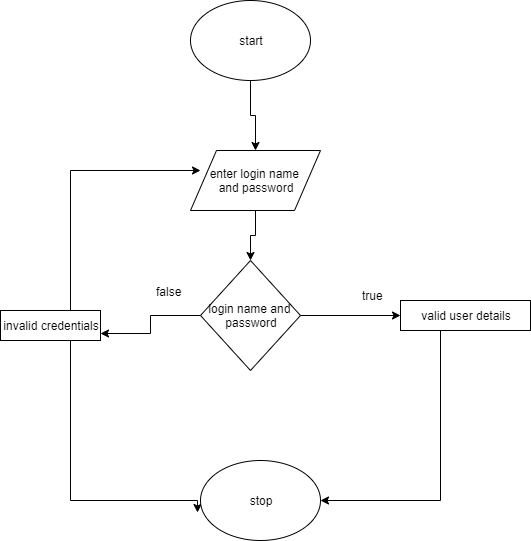 start
enter login name
and password
false
true
login name and
password
invalid credentials
valid user details
stop